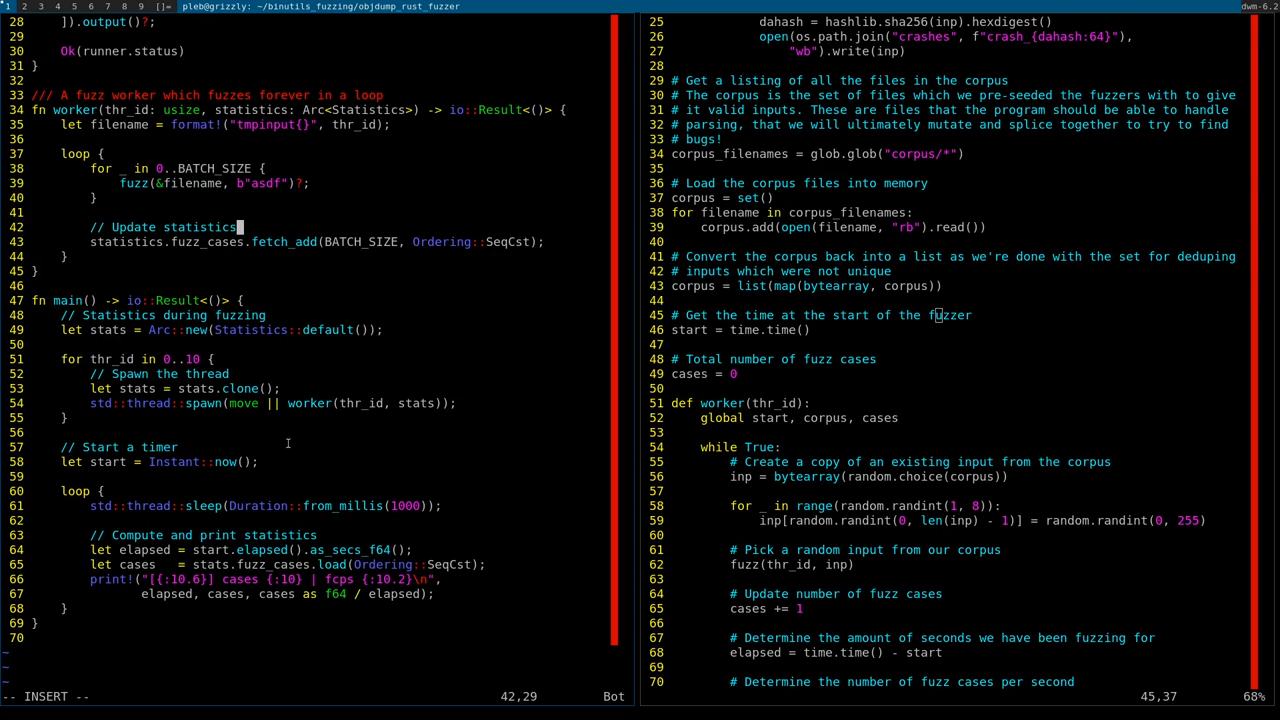 1 2 3 4 5 6 7 8 9 []= pleb@grizzly: ~/binutils_fuzzing/objdump_rust_fuzzer dwm-6.2
28     ]).output()?;
29
30     Ok(runner.status)
31 }
32
33 /// A fuzz worker which fuzzes forever in a loop
34 fn worker(thr_id: usize, statistics: Arc<Statistics>) -> io::Result<()> {
35     let filename = format!("tmpinput{}", thr_id);
36
37     loop {
38         for _ in 0..BATCH_SIZE {
39             fuzz(&filename, b"asdf")?;
40         }
41
42         // Update statistics
43         statistics.fuzz_cases.fetch_add(BATCH_SIZE, Ordering::SeqCst);
44     }
45 }
46
47 fn main() -> io::Result<()> {
48     // Statistics during fuzzing
49     let stats = Arc::new(Statistics::default());
50
51     for thr_id in 0..10 {
52         // Spawn the thread
53         let stats = stats.clone();
54         std::thread::spawn(move || worker(thr_id, stats));
55     }
56
57     // Start a timer
58     let start = Instant::now();
59
60     loop {
61         std::thread::sleep(Duration::from_millis(1000));
62
63         // Compute and print statistics
64         let elapsed = start.elapsed().as_secs_f64();
65         let cases   = stats.fuzz_cases.load(Ordering::SeqCst);
66         print!("[{:10.6}] cases {:10} | fcps {:10.2}\n",
67                elapsed, cases, cases as f64 / elapsed);
68     }
69 }
70
~
~
~
-- INSERT -- 42,29 Bot
25             dahash = hashlib.sha256(inp).hexdigest()
26             open(os.path.join("crashes", f"crash_{dahash:64}"),
27                 "wb").write(inp)
28
29 # Get a listing of all the files in the corpus
30 # The corpus is the set of files which we pre-seeded the fuzzers with to give
31 # it valid inputs. These are files that the program should be able to handle
32 # parsing, that we will ultimately mutate and splice together to try to find
33 # bugs!
34 corpus_filenames = glob.glob("corpus/*")
35
36 # Load the corpus files into memory
37 corpus = set()
38 for filename in corpus_filenames:
39     corpus.add(open(filename, "rb").read())
40
41 # Convert the corpus back into a list as we're done with the set for deduping
42 # inputs which were not unique
43 corpus = list(map(bytearray, corpus))
44
45 # Get the time at the start of the fuzzer
46 start = time.time()
47
48 # Total number of fuzz cases
49 cases = 0
50
51 def worker(thr_id):
52     global start, corpus, cases
53
54     while True:
55         # Create a copy of an existing input from the corpus
56         inp = bytearray(random.choice(corpus))
57
58         for _ in range(random.randint(1, 8)):
59             inp[random.randint(0, len(inp) - 1)] = random.randint(0, 255)
60
61         # Pick a random input from our corpus
62         fuzz(thr_id, inp)
63
64         # Update number of fuzz cases
65         cases += 1
66
67         # Determine the amount of seconds we have been fuzzing for
68         elapsed = time.time() - start
69
70         # Determine the number of fuzz cases per second
45,37 68%